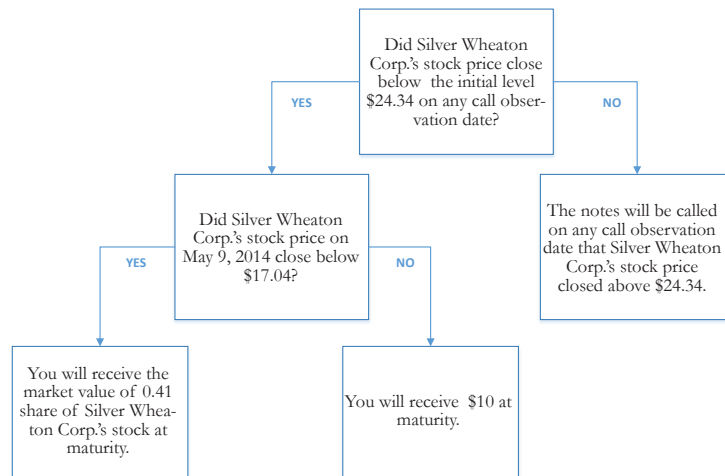 Did Silver Wheaton
Corp.'s stock price close
below the initial level
$24.34 on any call obser-
vation date?
YES
NO
Did Silver Wheaton
Corp.'s stock price on
May 9, 2014 close below
$17.04?
The notes will be called
on any call observation
date that Silver Wheaton
Corp.'s stock price
closed above $24.34.
YES
NO
You will receive the
market value of 0.41
share of Silver Whea-
ton Corp.'s stock at
maturity.
You will receive $10 at
maturity.